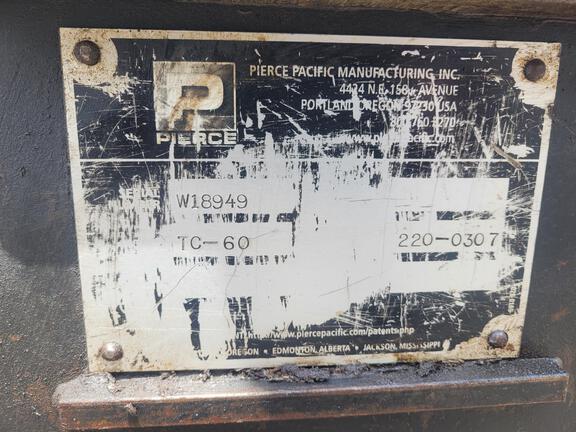 PIERCE PACIFIC MANUFACTURING, INC.
4424 N.E. 158th AVENUE
PORTLAND OREGON 97230 USA
PIERCE
W18949
TC-60
220-0307
http://www.piercepacific.com/patents.php
OREGON • EDMONTON, ALBERTA • JACKSON, MISSISSIPPI